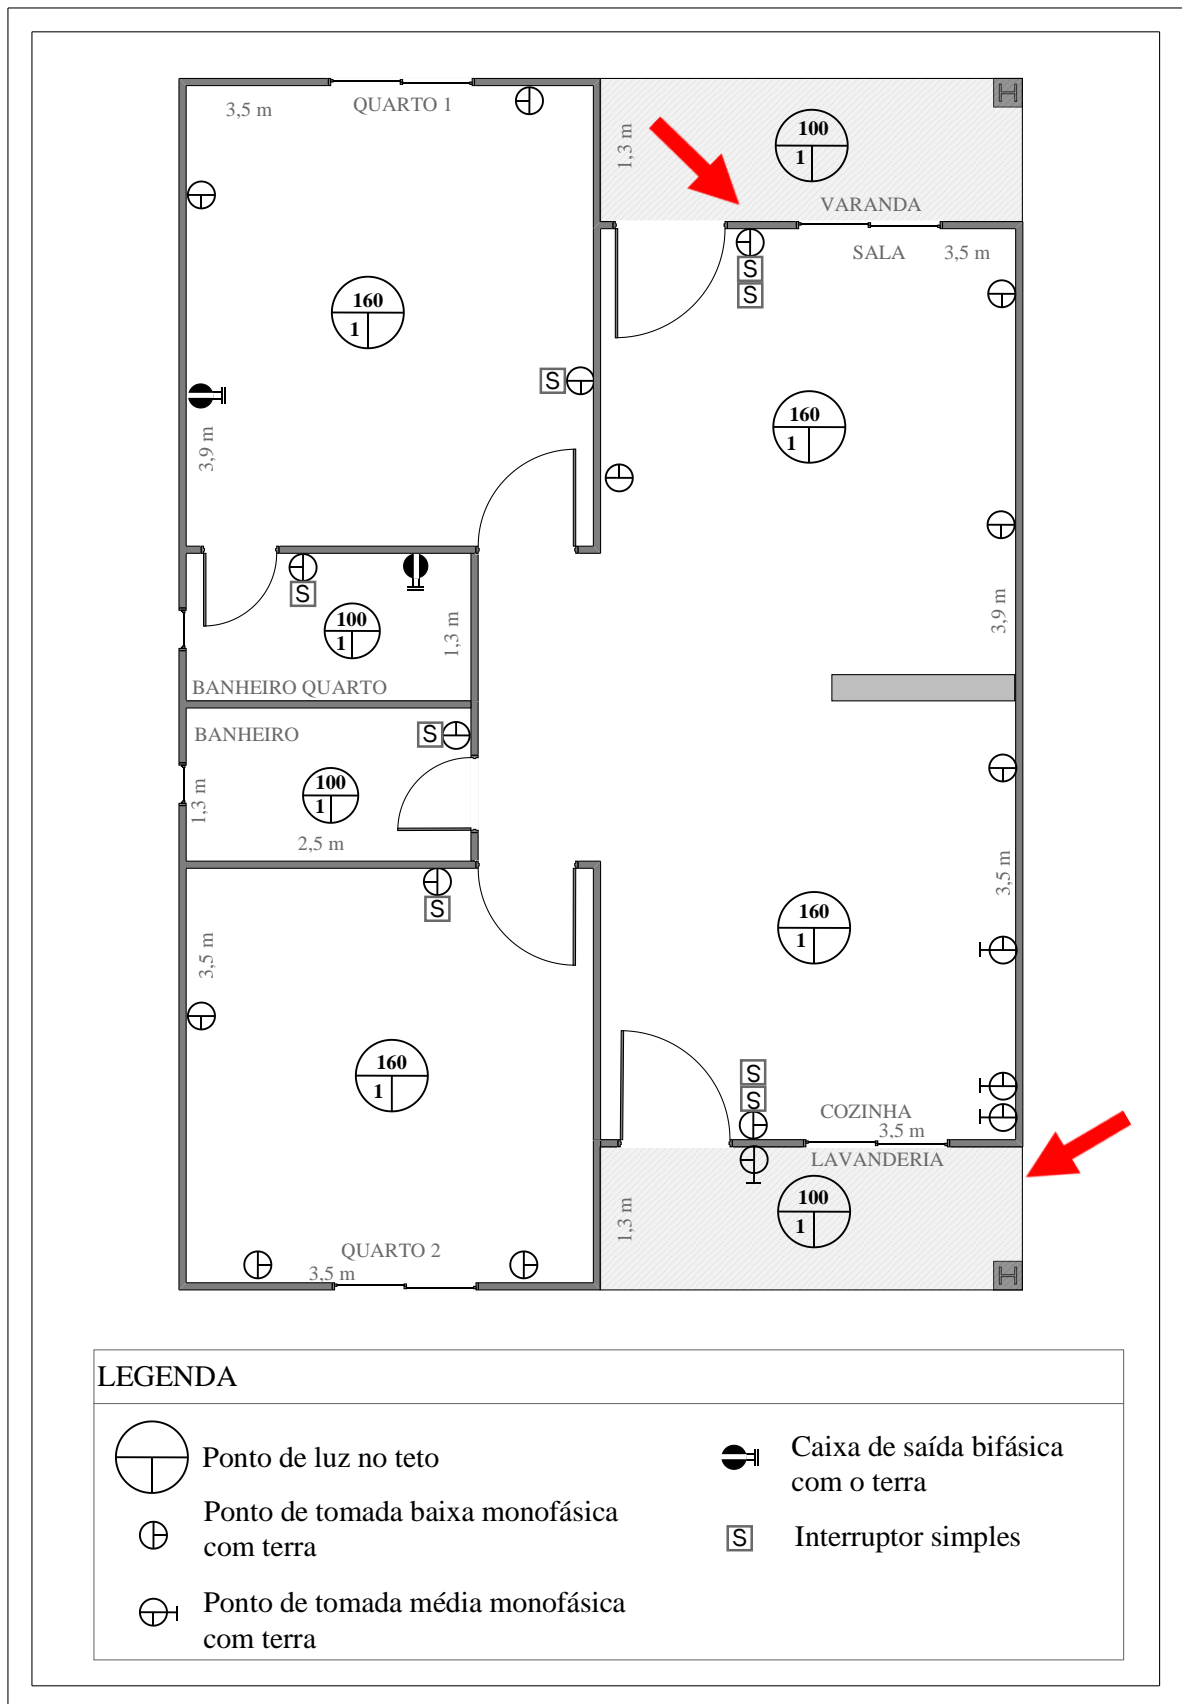 3,5 m
QUARTO 1
160
1
S
3,9 m
1,3 m
100
1
VARANDA
SALA
3,5 m
S
S
160
1
3,9 m
S
100
1
1,3 m
BANHEIRO QUARTO
BANHEIRO
S
100
1
1,3 m
2,5 m
S
3,5 m
160
1
QUARTO 2
3,5 m
3,5 m
160
1
S
S
COZINHA
3,5 m
LAVANDERIA
100
1
1,3 m
H
H
LEGENDA
Ponto de luz no teto
Ponto de tomada baixa monofásica
com terra
Ponto de tomada média monofásica
com terra
Caixa de saída bifásica
com o terra
S
Interruptor simples